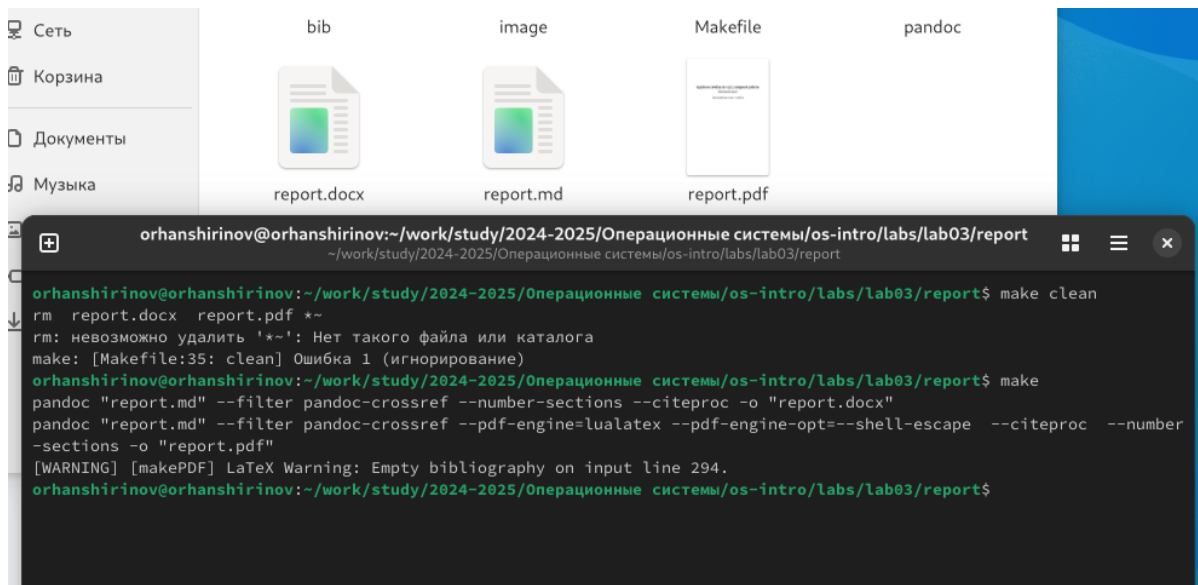 Сеть
bib
image
Makefile
pandoc
Корзина
Документы
Музыка
report.docx
report.md
report.pdf
orhanshirinov@orhanshirinov:~/work/study/2024-2025/Операционные системы/os-intro/labs/lab03/report
~/work/study/2024-2025/Операционные системы/os-intro/labs/lab03/report
orhanshirinov@orhanshirinov:~/work/study/2024-2025/Операционные системы/os-intro/labs/lab03/report$ make clean
rm  report.docx  report.pdf *~
rm: невозможно удалить '*~': Нет такого файла или каталога
make: [Makefile:35: clean] Ошибка 1 (игнорирование)
orhanshirinov@orhanshirinov:~/work/study/2024-2025/Операционные системы/os-intro/labs/lab03/report$ make
pandoc "report.md" --filter pandoc-crossref --number-sections --citeproc -o "report.docx"
pandoc "report.md" --filter pandoc-crossref --pdf-engine=lualatex --pdf-engine-opt=--shell-escape  --citeproc  --number
-sections -o "report.pdf"
[WARNING] [makePDF] LaTeX Warning: Empty bibliography on input line 294.
orhanshirinov@orhanshirinov:~/work/study/2024-2025/Операционные системы/os-intro/labs/lab03/report$